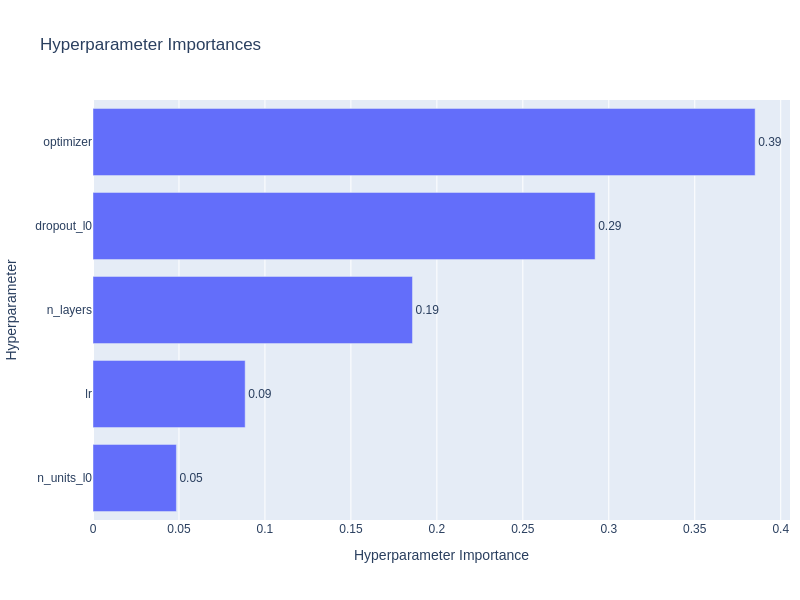 Hyperparameter Importances
Hyperparameter
optimizer
0.39
dropout_l0
0.29
n_layers
0.19
lr
0.09
n_units_l0
0.05
0 0.05 0.1 0.15 0.2 0.25 0.3 0.35 0.4
Hyperparameter Importance